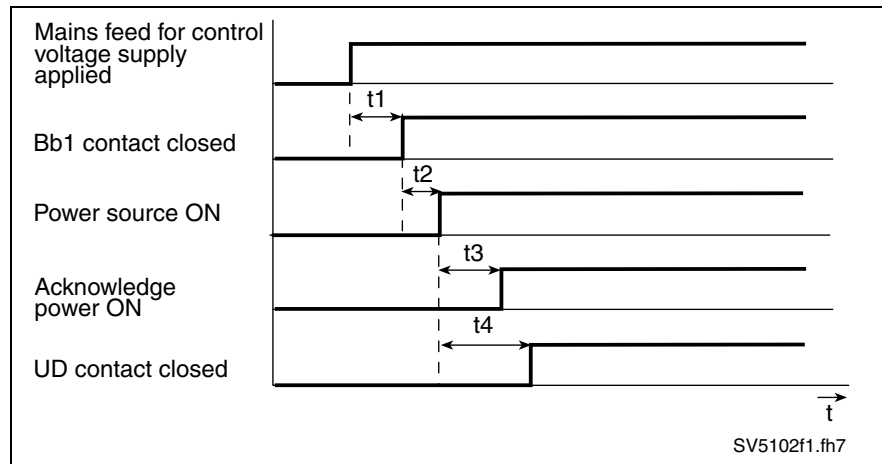 Mains feed for control
voltage supply
applied
t1
Bb1 contact closed
t2
Power source ON
t3
Acknowledge
power ON
t4
UD contact closed
t
SV5102f1.fh7